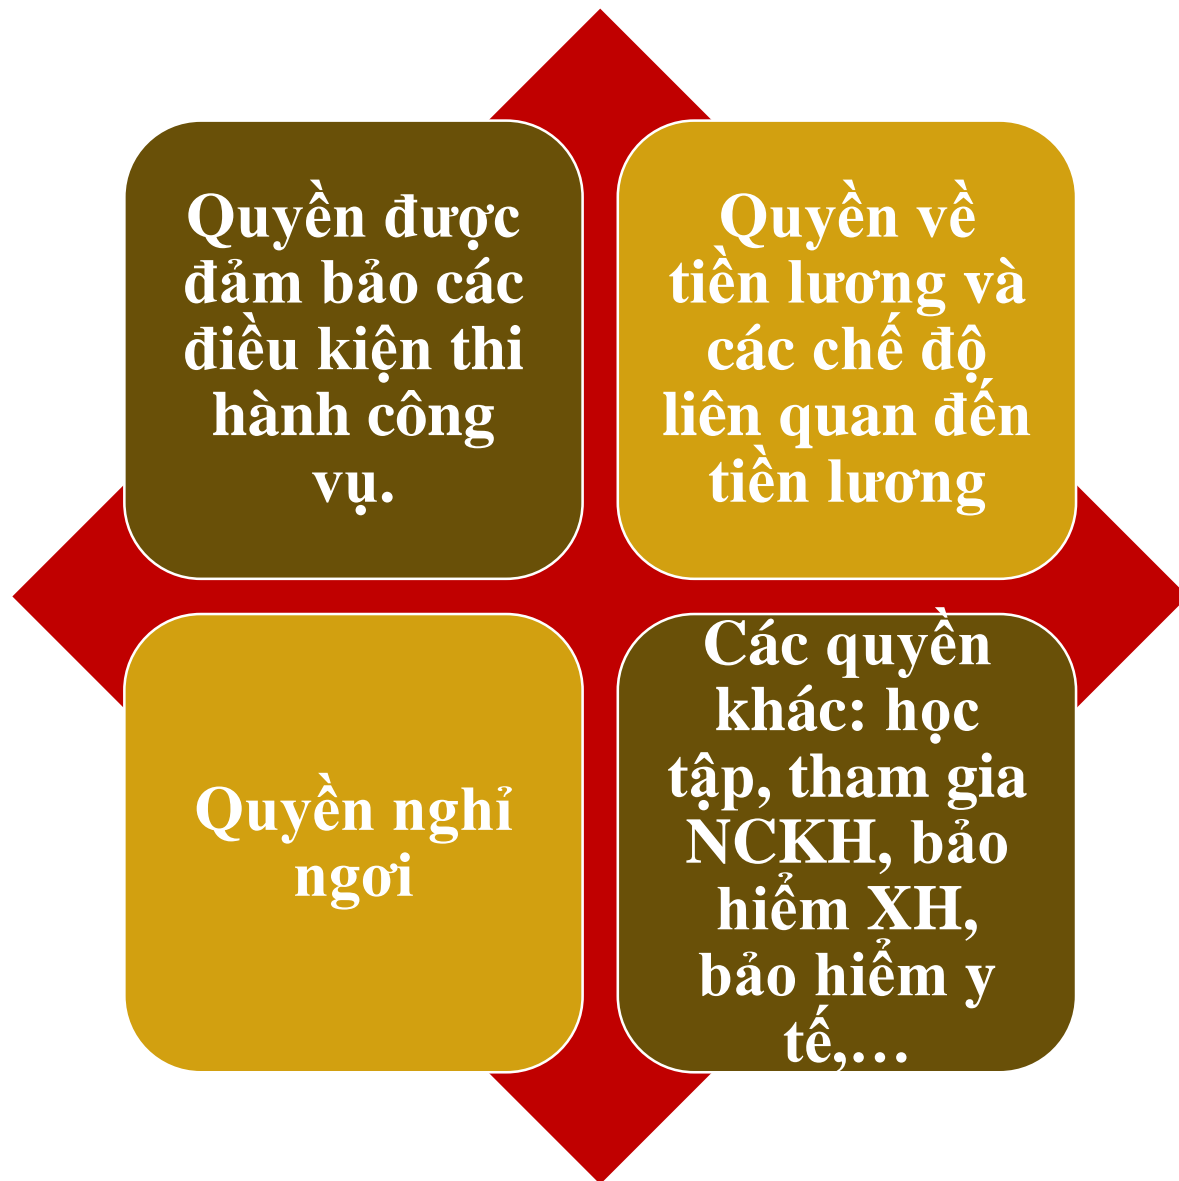 Quyền được
đảm bảo các
điều kiện thi
hành công
vụ.
Quyền về
tiền lương và
các chế độ
liên quan đến
tiền lương
Quyền nghỉ
ngơi
Các quyền
khác: học
tập, tham gia
NCKH, bảo
hiểm XH,
bảo hiểm y
tế,…